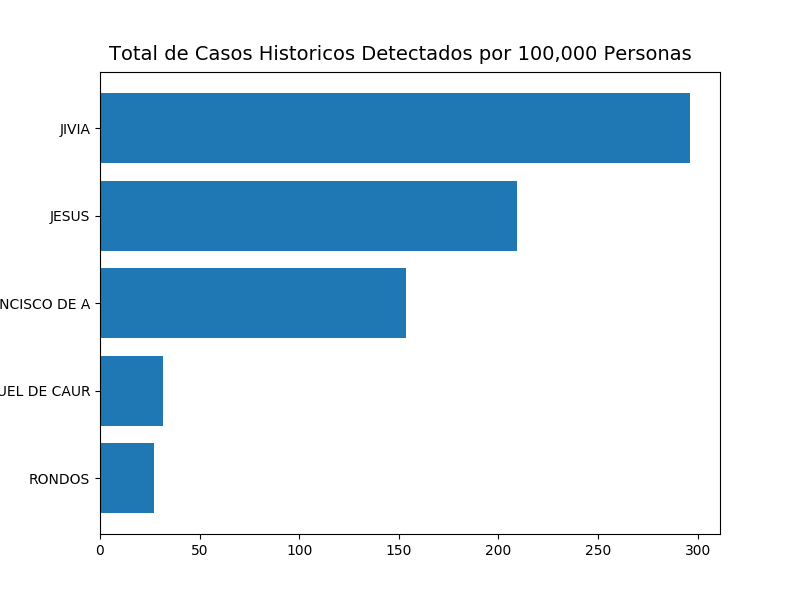 Total de Casos Historicos Detectados por 100,000 Personas
JIVIA
JESUS
NCISCO DE A
UEL DE CAUR
RONDOS
0 50 100 150 200 250 300